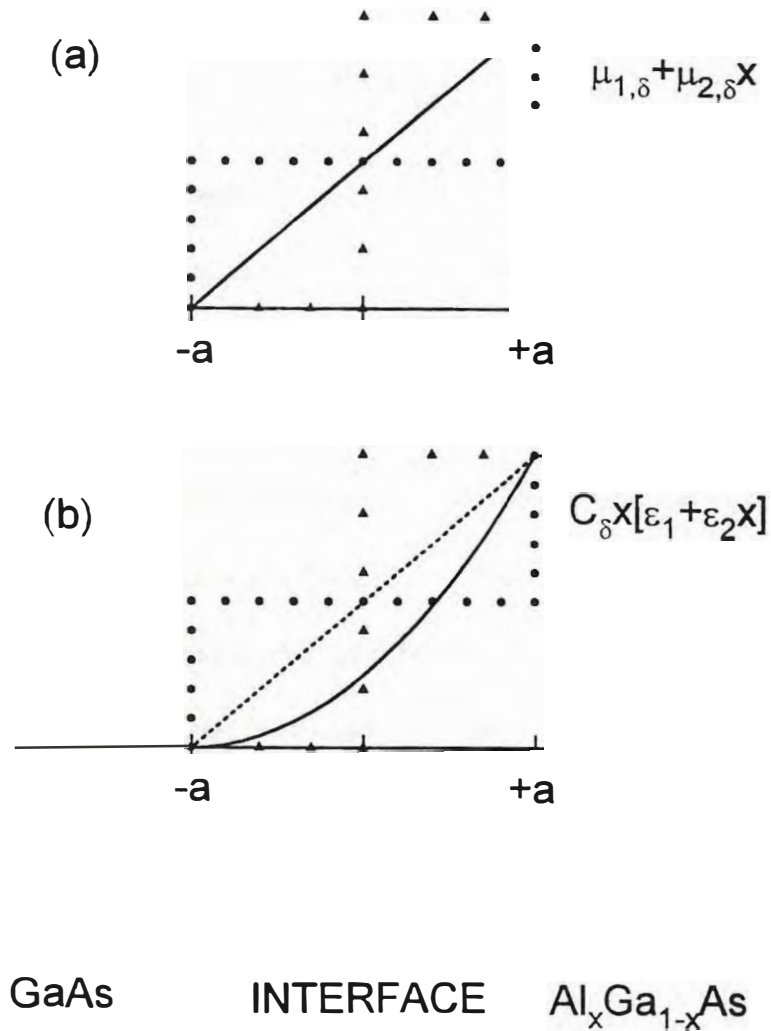 (a)
μ₁,δ+μ₂,δx
-a +a
(b)
Cδx[ε₁+ε₂x]
-a +a
GaAs INTERFACE AlₓGa₁₋ₓAs